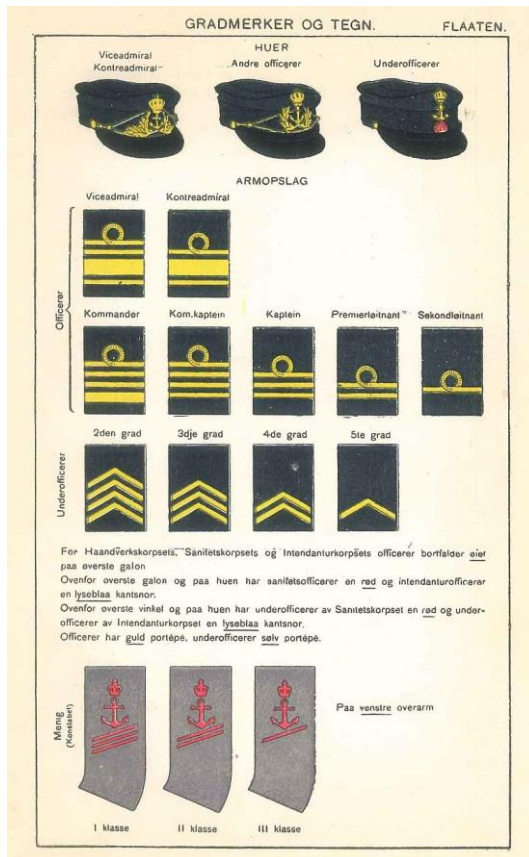 GRADMERKER OG TEGN.
FLAATEN.
HUER
Viceadmiral
Kontreadmiral
Andre officerer
Underofficerer
ARMOPSLAG
Viceadmiral
Kontreadmiral
Officerer
Kommandør
Kom.kaptein
Kaptein
Premierløitnant
Sekondløitnant
2den grad
3dje grad
4de grad
5te grad
Underofficerer
For Haandverkskorpsets, Sanitetskorpsets og Intendanturkorpsets officerer bortfalder øiet
paa øverste galon
Ovenfor øverste galon og paa huen har sanitetsofficerer en rød og intendanturofficerer
en lyseblaa kantsnor.
Ovenfor øverste vinkel og paa huen har underofficerer av Sanitetskorpset en rød og under-
officerer av Intendanturkorpset en lyseblaa kantsnor.
Officerer har guld portépé, underofficerer sølv portépé.
Menig
(Konstabel)
Paa venstre overarm
I klasse
II klasse
III klasse